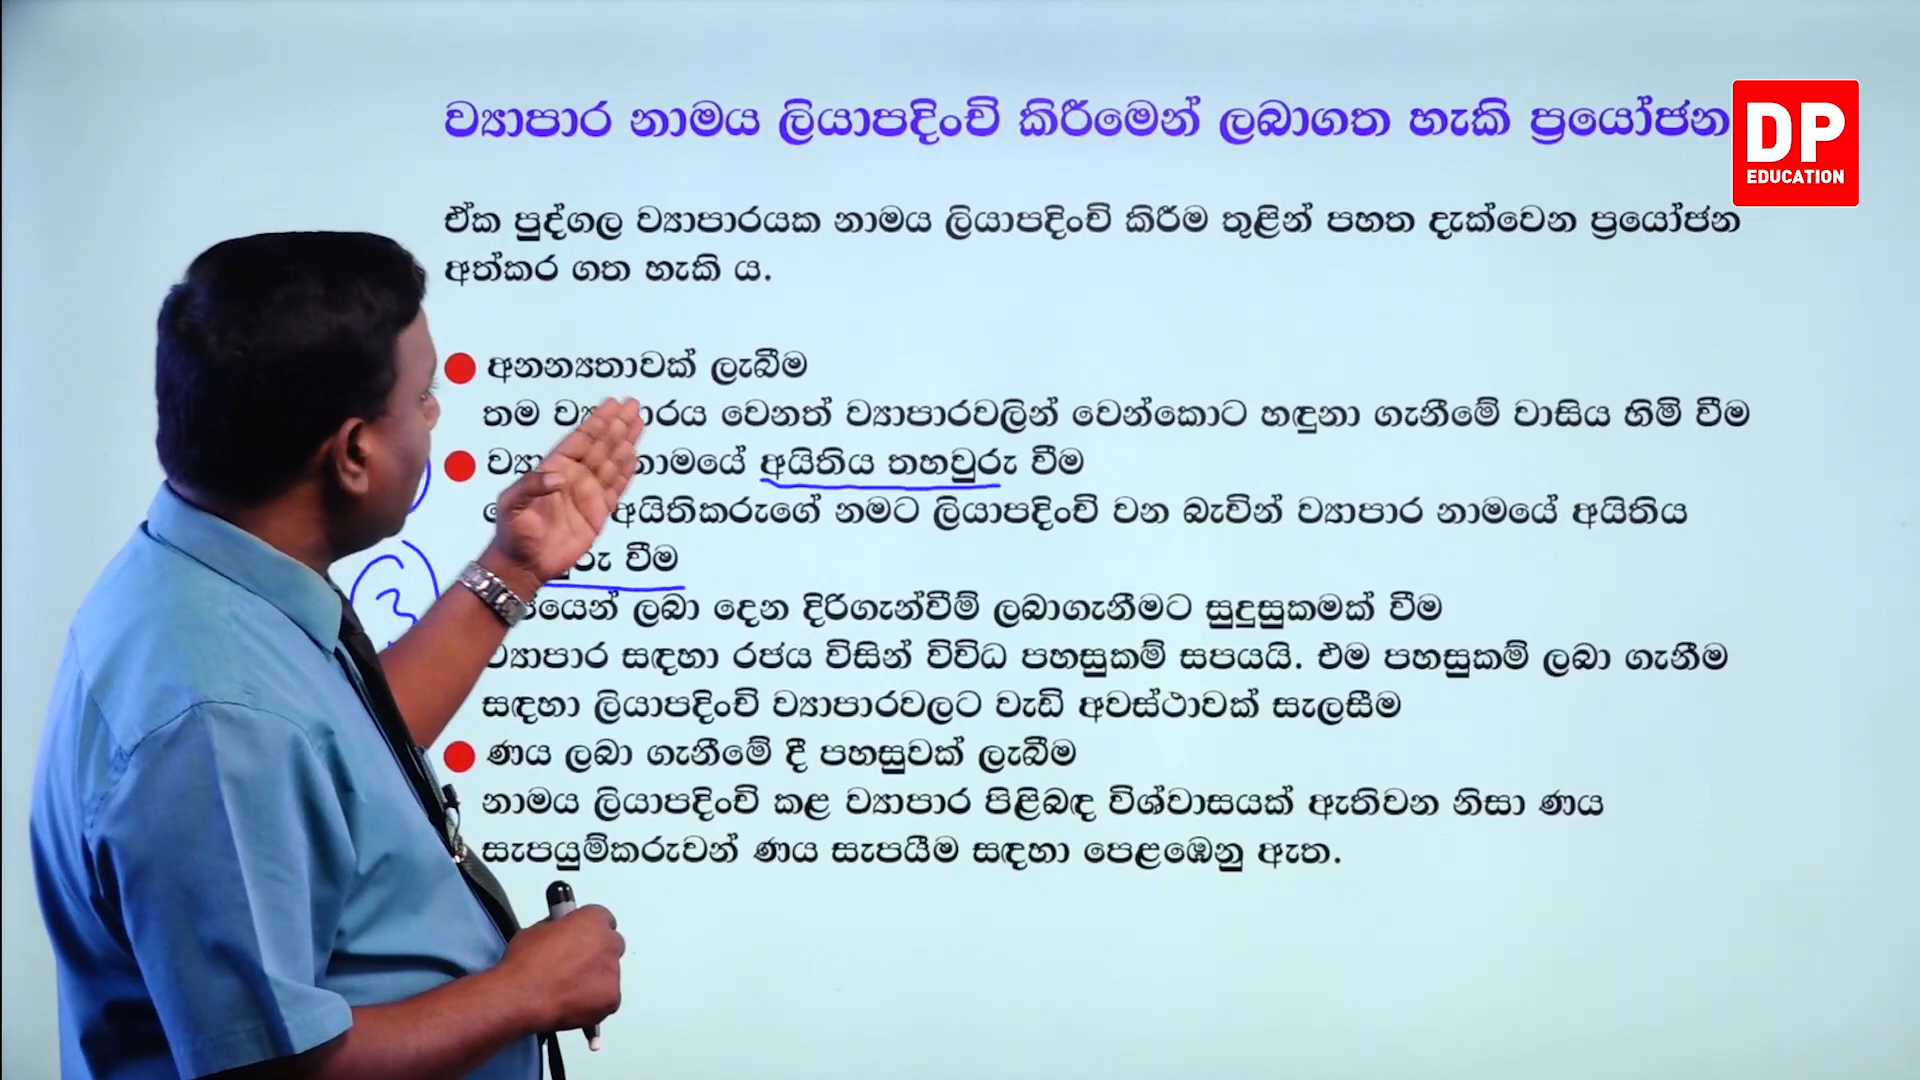 ව්‍යාපාර නාමය ලියාපදිංචි කිරීමෙන් ලබාගත හැකි ප්‍රයෝජන
DP
EDUCATION
ඒක පුද්ගල ව්‍යාපාරයක නාමය ලියාපදිංචි කිරීම තුළින් පහත දැක්වෙන ප්‍රයෝජන
අත්කර ගත හැකි ය.
අනන්‍යතාවක් ලැබීම
තම වෙනත් ව්‍යාපාරවලින් වෙන්කොට හඳුනා ගැනීමේ වාසිය හිමි වීම
අයිතිය තහවුරු වීම
අයිතිකරුගේ නමට ලියාපදිංචි වන බැවින් ව්‍යාපාර නාමයේ අයිතිය
වීම
3
ලබා දෙන දිරිගැන්වීම් ලබාගැනීමට සුදුසුකමක් වීම
ව්‍යාපාර සඳහා රජය විසින් විවිධ පහසුකම් සපයයි. එම පහසුකම් ලබා ගැනීම
සඳහා ලියාපදිංචි ව්‍යාපාරවලට වැඩි අවස්ථාවක් සැලසීම
ණය ලබා ගැනීමේ දී පහසුවක් ලැබීම
නාමය ලියාපදිංචි කළ ව්‍යාපාර පිළිබඳ විශ්වාසයක් ඇතිවන නිසා ණය
සැපයුම්කරුවන් ණය සැපයීම සඳහා පෙළඹෙනු ඇත.